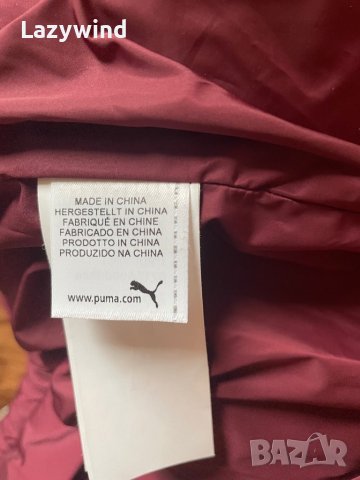 Lazywind
MADE IN CHINA
HERGESTELLT IN CHINA
FABRIQUÉ EN CHINE
FABRICADO EN CHINA
PRODOTTO IN CHINA
PRODUZIDO NA CHINA
www.puma.com
BAZAR